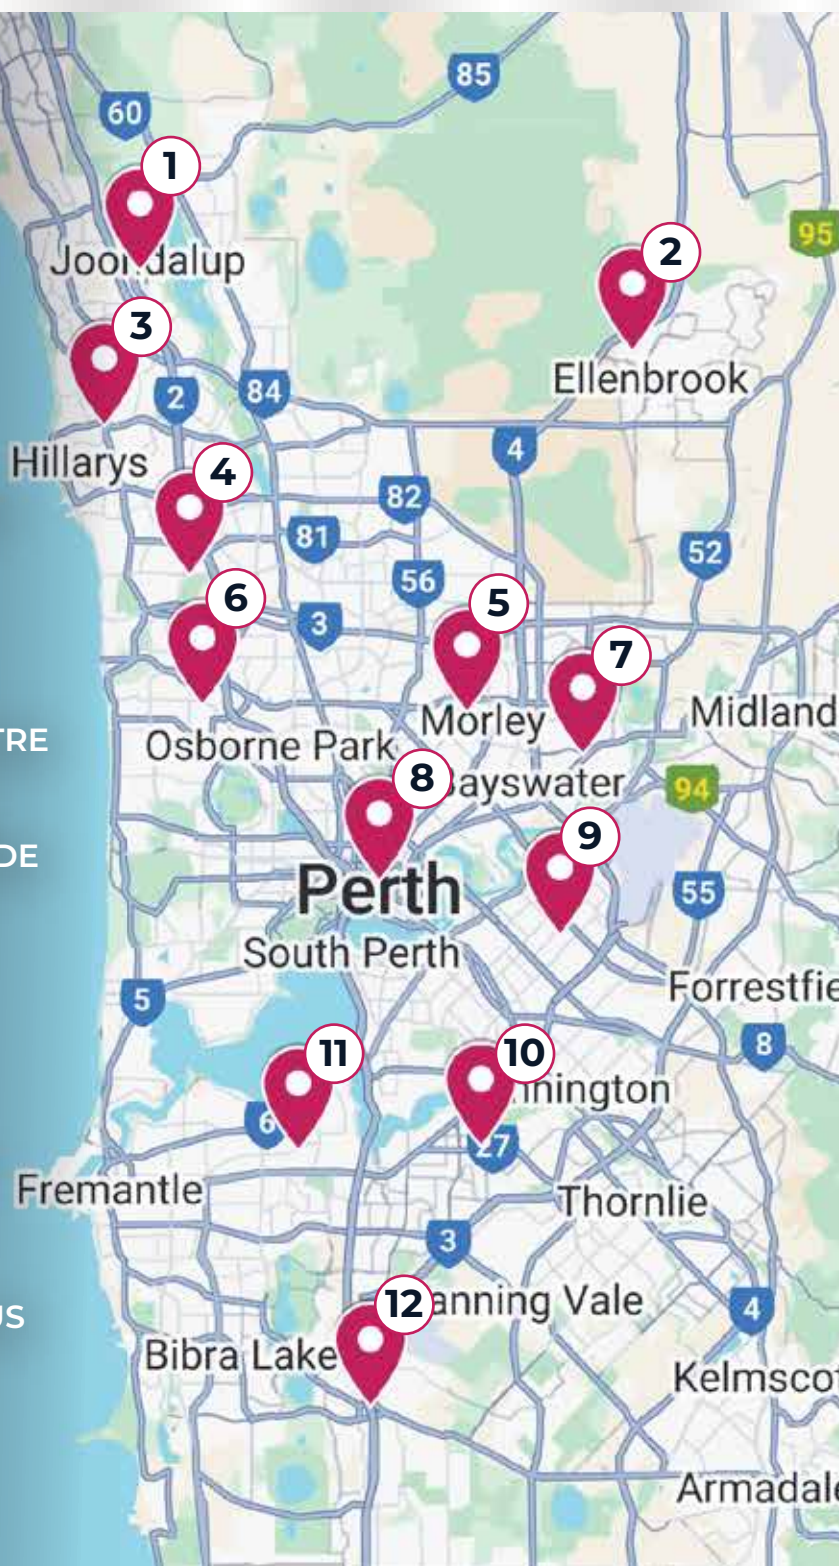 85
60
1
2
95
Joondalup
3
Ellenbrook
2
84
4
Hillarys
4
82
81
52
56
6
5
3
7
Morley
Midland
TRE
Osborne Park
8
Bayswater
94
9
DE
Perth
55
South Perth
Forrestfie
5
8
11
10
nnington
6
27
Fremantle
Thornlie
3
12
anning Vale
4
US
Bibra Lake
Kelmscot
Armadale